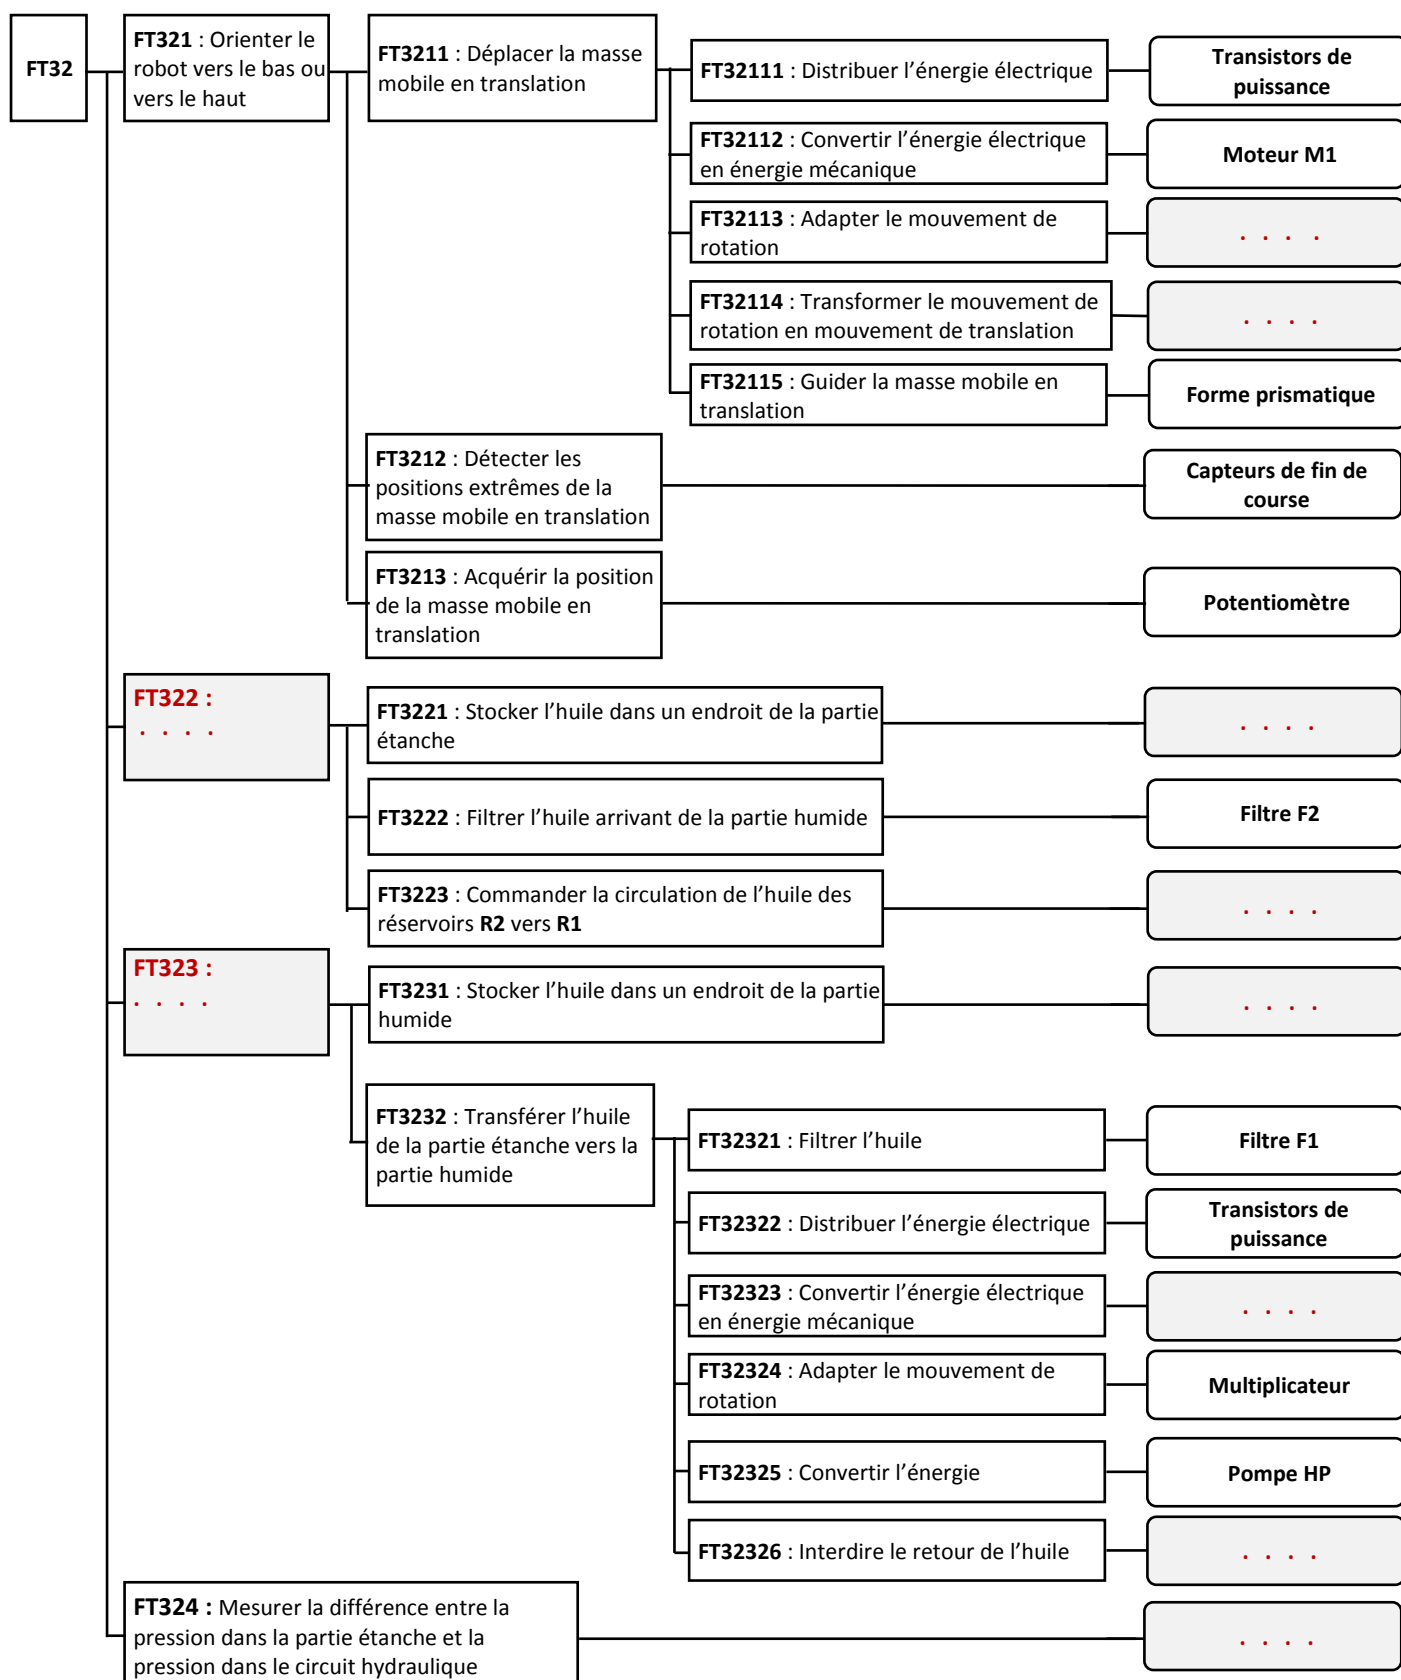 FT32
FT321 : Orienter le
robot vers le bas ou
vers le haut
FT3211 : Déplacer la masse
mobile en translation
FT32111 : Distribuer l’énergie électrique
Transistors de
puissance
FT32112 : Convertir l’énergie électrique
en énergie mécanique
Moteur M1
FT32113 : Adapter le mouvement de
rotation
. . . .
FT32114 : Transformer le mouvement de
rotation en mouvement de translation
. . . .
FT32115 : Guider la masse mobile en
translation
Forme prismatique
FT3212 : Détecter les
positions extrêmes de la
masse mobile en translation
Capteurs de fin de
course
FT3213 : Acquérir la position
de la masse mobile en
translation
Potentiomètre
FT322 :
. . . .
FT3221 : Stocker l’huile dans un endroit de la partie
étanche
. . . .
FT3222 : Filtrer l’huile arrivant de la partie humide
Filtre F2
FT3223 : Commander la circulation de l’huile des
réservoirs R2 vers R1
. . . .
FT323 :
. . . .
FT3231 : Stocker l’huile dans un endroit de la partie
humide
. . . .
FT3232 : Transférer l’huile
de la partie étanche vers la
partie humide
FT32321 : Filtrer l’huile
Filtre F1
FT32322 : Distribuer l’énergie électrique
Transistors de
puissance
FT32323 : Convertir l’énergie électrique
en énergie mécanique
. . . .
FT32324 : Adapter le mouvement de
rotation
Multiplicateur
FT32325 : Convertir l’énergie
Pompe HP
FT32326 : Interdire le retour de l’huile
. . . .
FT324 : Mesurer la différence entre la
pression dans la partie étanche et la
pression dans le circuit hydraulique
. . . .